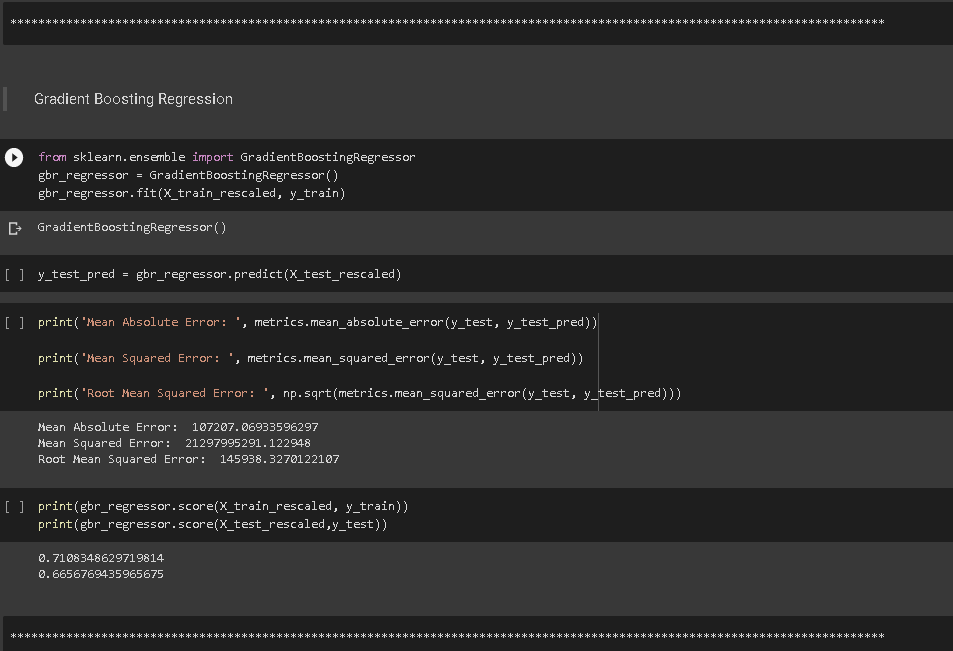 *****************************************************************************************************************************
Gradient Boosting Regression
from sklearn.ensemble import GradientBoostingRegressor
gbr_regressor = GradientBoostingRegressor()
gbr_regressor.fit(X_train_rescaled, y_train)
GradientBoostingRegressor()
[ ] y_test_pred = gbr_regressor.predict(X_test_rescaled)
[ ] print('Mean Absolute Error: ', metrics.mean_absolute_error(y_test, y_test_pred))
print('Mean Squared Error: ', metrics.mean_squared_error(y_test, y_test_pred))
print('Root Mean Squared Error: ', np.sqrt(metrics.mean_squared_error(y_test, y_test_pred)))
Mean Absolute Error:  107207.06933596297
Mean Squared Error:  21297995291.122948
Root Mean Squared Error:  145938.3270122107
[ ] print(gbr_regressor.score(X_train_rescaled, y_train))
print(gbr_regressor.score(X_test_rescaled,y_test))
0.7108348629719814
0.6656769435965675
*****************************************************************************************************************************